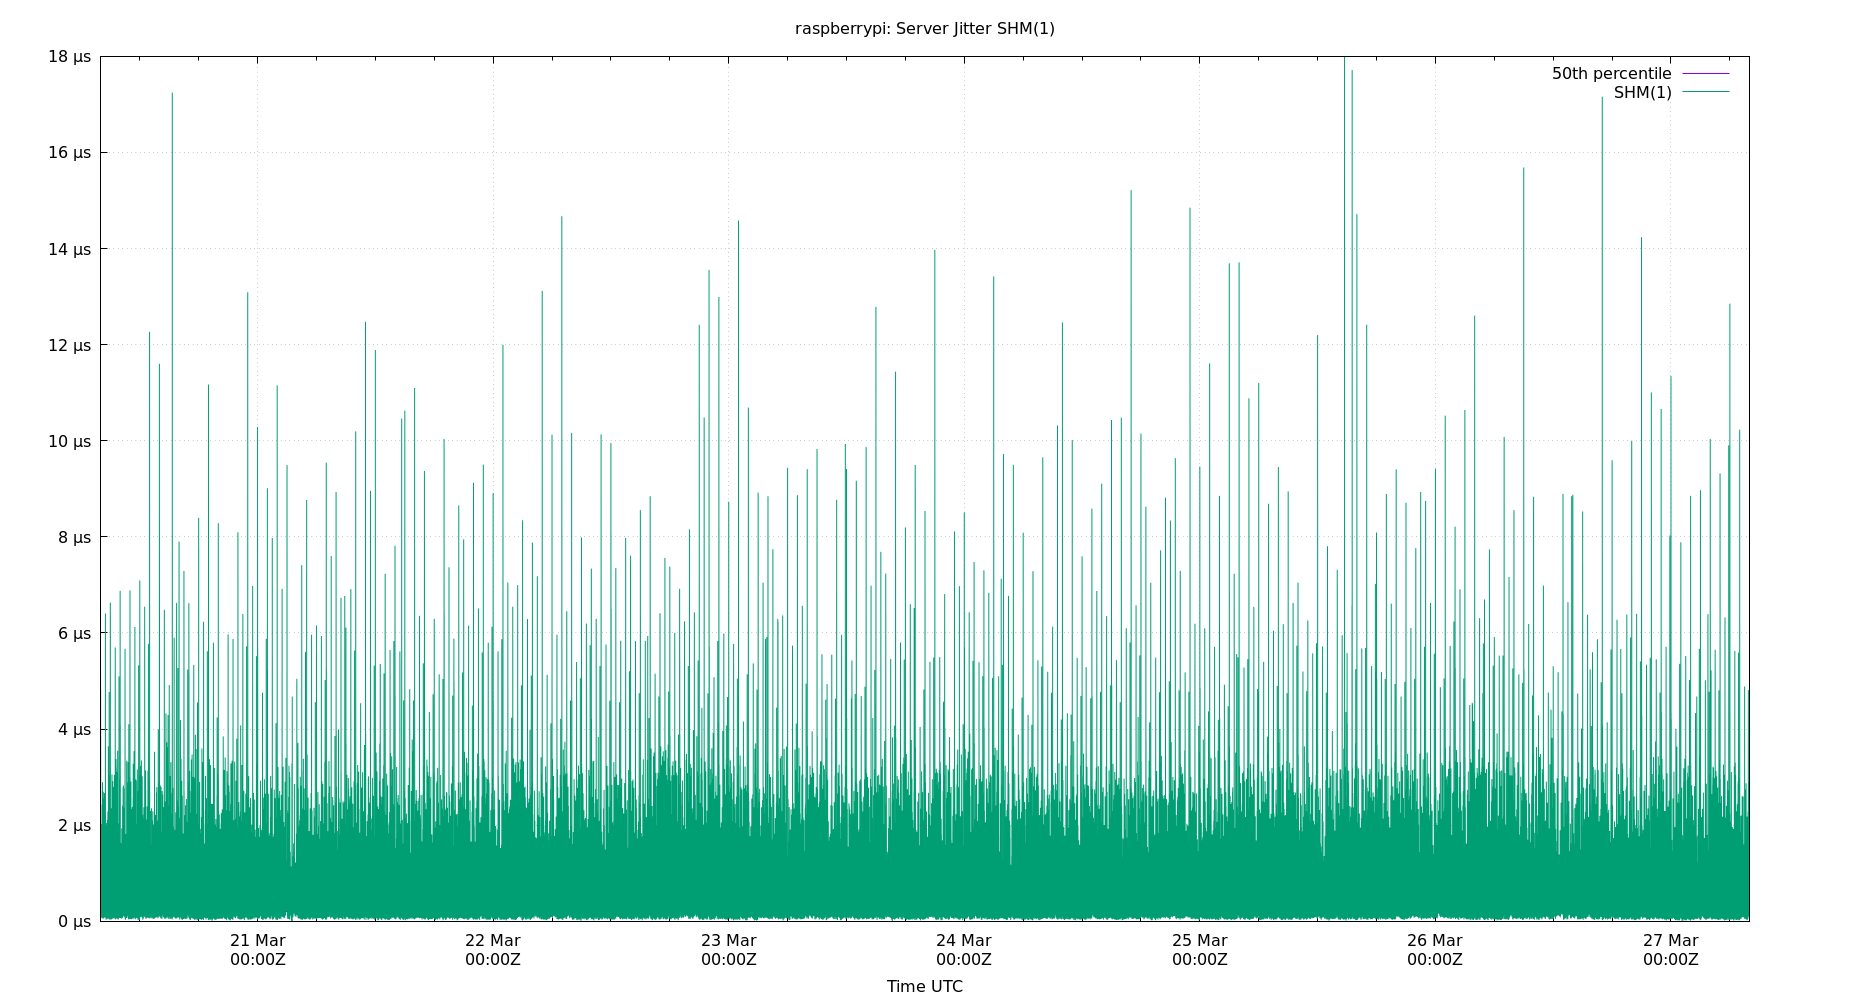 raspberrypi: Server Jitter SHM(1)
18 µs
50th percentile
SHM(1)
16 µs
14 µs
12 µs
10 µs
8 µs
6 µs
4 µs
2 µs
0 µs
21 Mar 22 Mar 23 Mar 24 Mar 25 Mar 26 Mar 27 Mar
00:00Z 00:00Z 00:00Z 00:00Z 00:00Z 00:00Z 00:00Z
Time UTC